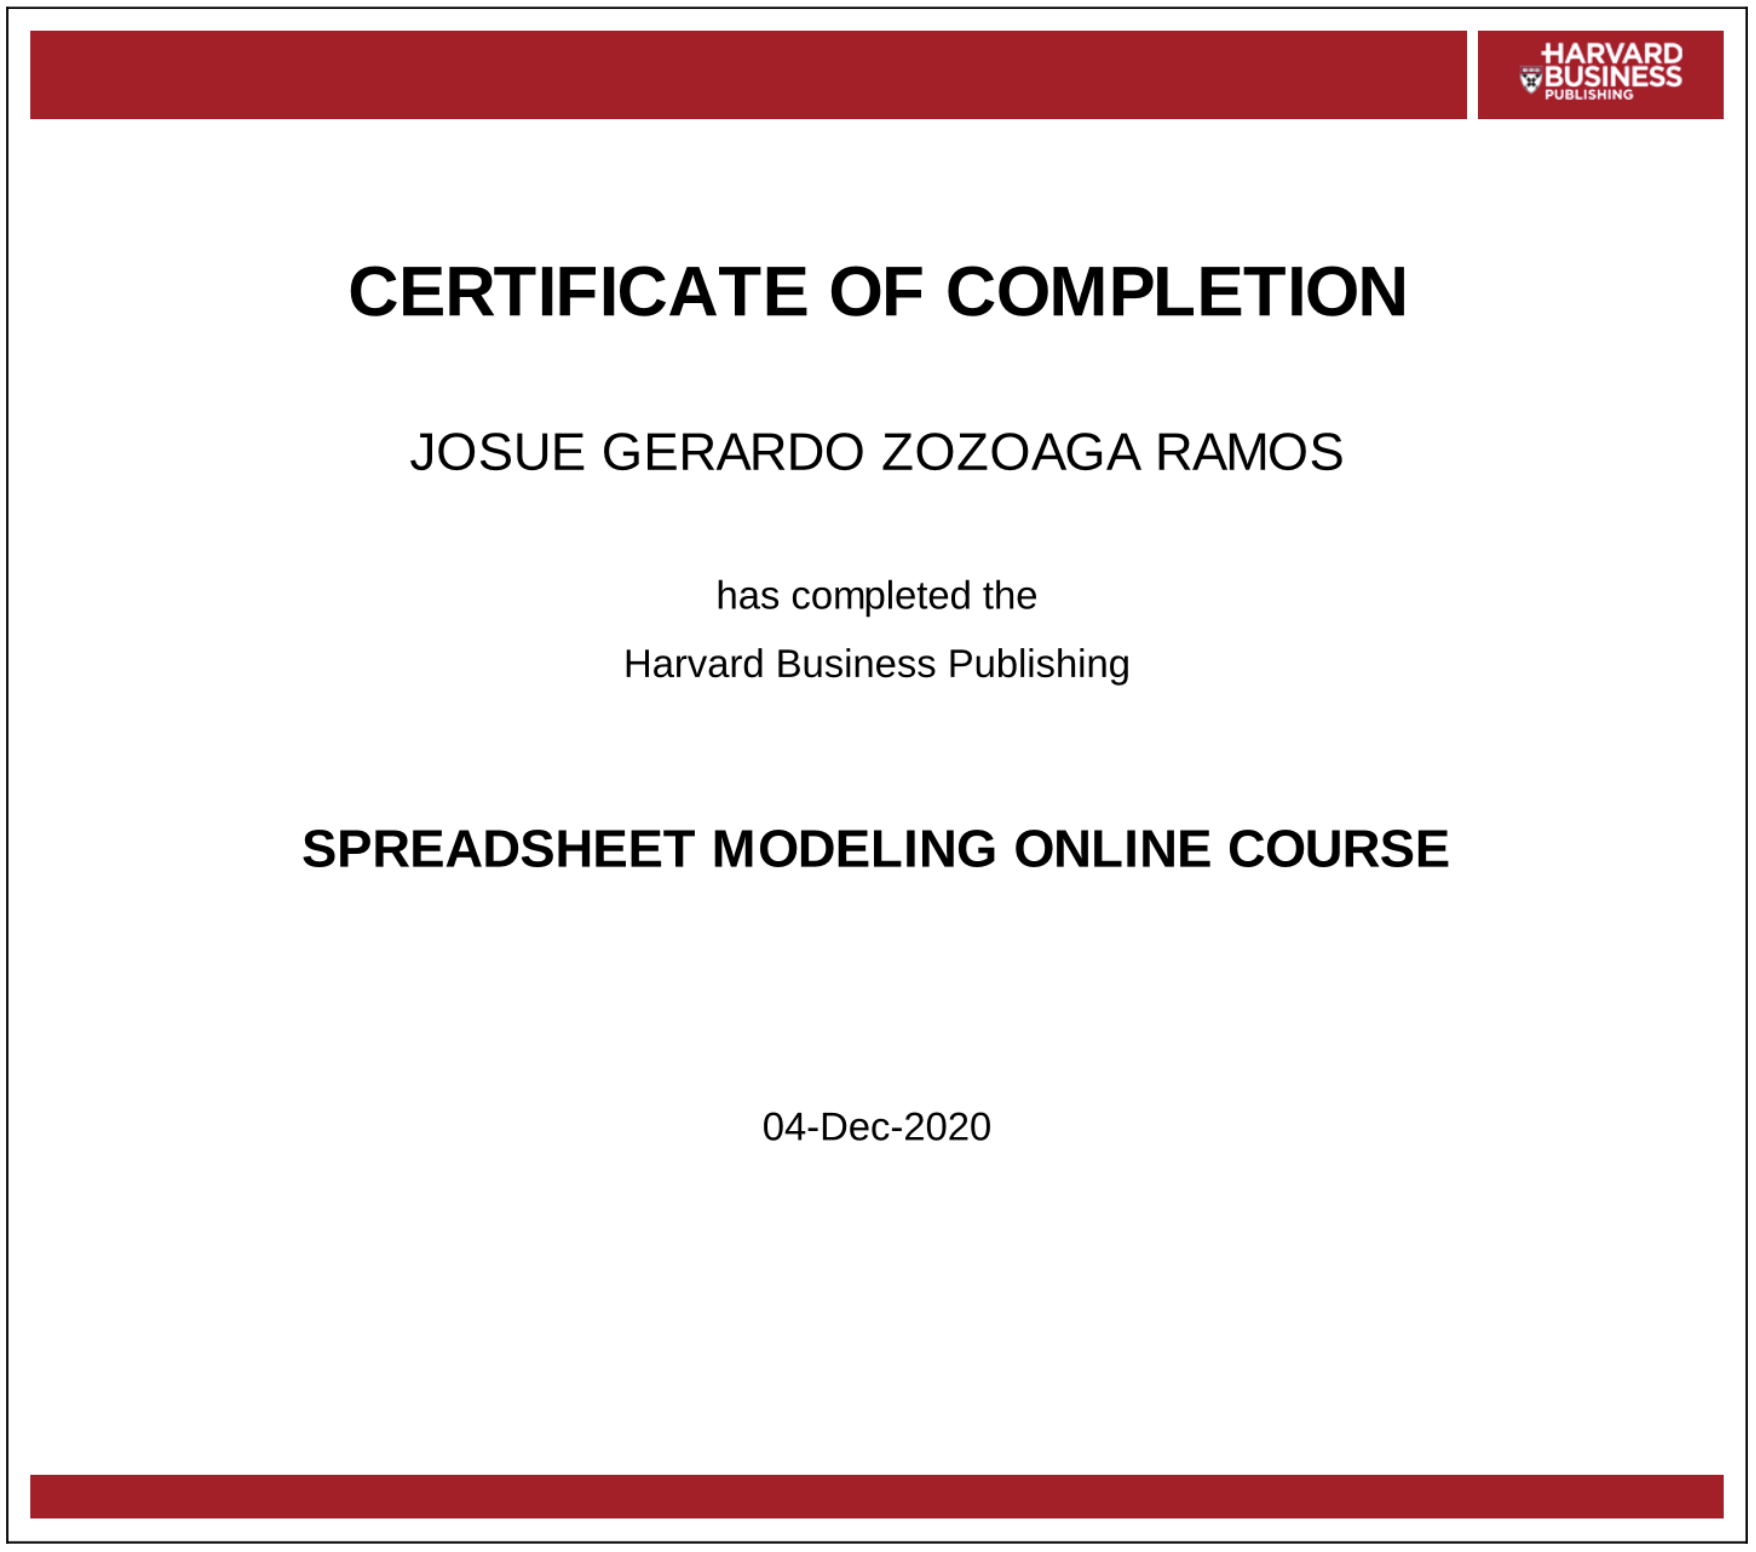 HARVARD
BUSINESS
PUBLISHING
CERTIFICATE OF COMPLETION
JOSUE GERARDO ZOZOAGA RAMOS
has completed the
Harvard Business Publishing
SPREADSHEET MODELING ONLINE COURSE
04-Dec-2020